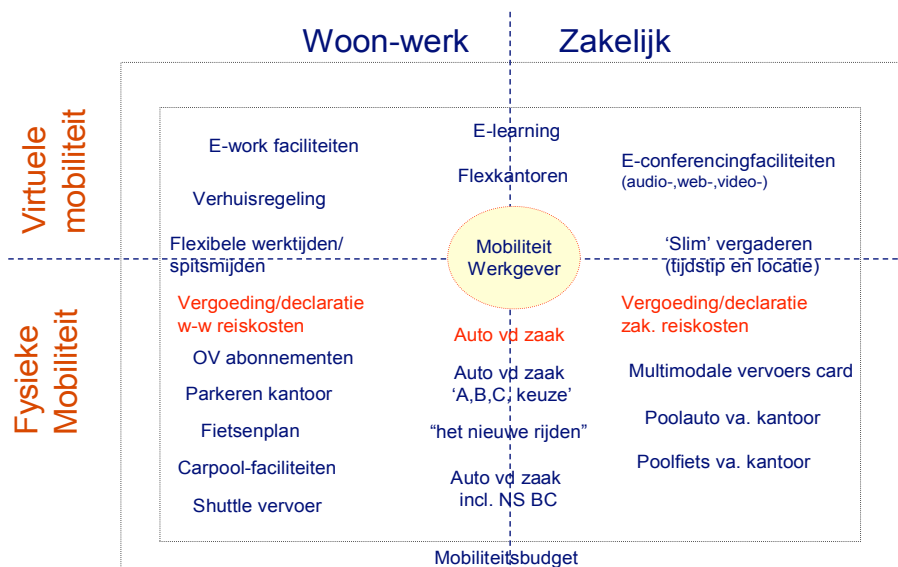 Woon-werk
Zakelijk
Virtuele
mobiliteit
Fysieke
Mobiliteit
E-work faciliteiten
Verhuisregeling
Flexibele werktijden/
spitsmijden
E-learning
Flexkantoren
E-conferencingfaciliteiten
(audio-,web-,video-)
'Slim' vergaderen
(tijdstip en locatie)
Mobiliteit
Werkgever
Vergoeding/declaratie
w-w reiskosten
OV abonnementen
Parkeren kantoor
Fietsenplan
Carpool-faciliteiten
Shuttle vervoer
Auto vd zaak
Auto vd zaak
'A,B,C,' keuze'
“het nieuwe rijden”
Auto vd zaak
incl. NS BC
Vergoeding/declaratie
zak. reiskosten
Multimodale vervoers card
Poolauto va. kantoor
Poolfiets va. kantoor
Mobiliteitsbudget